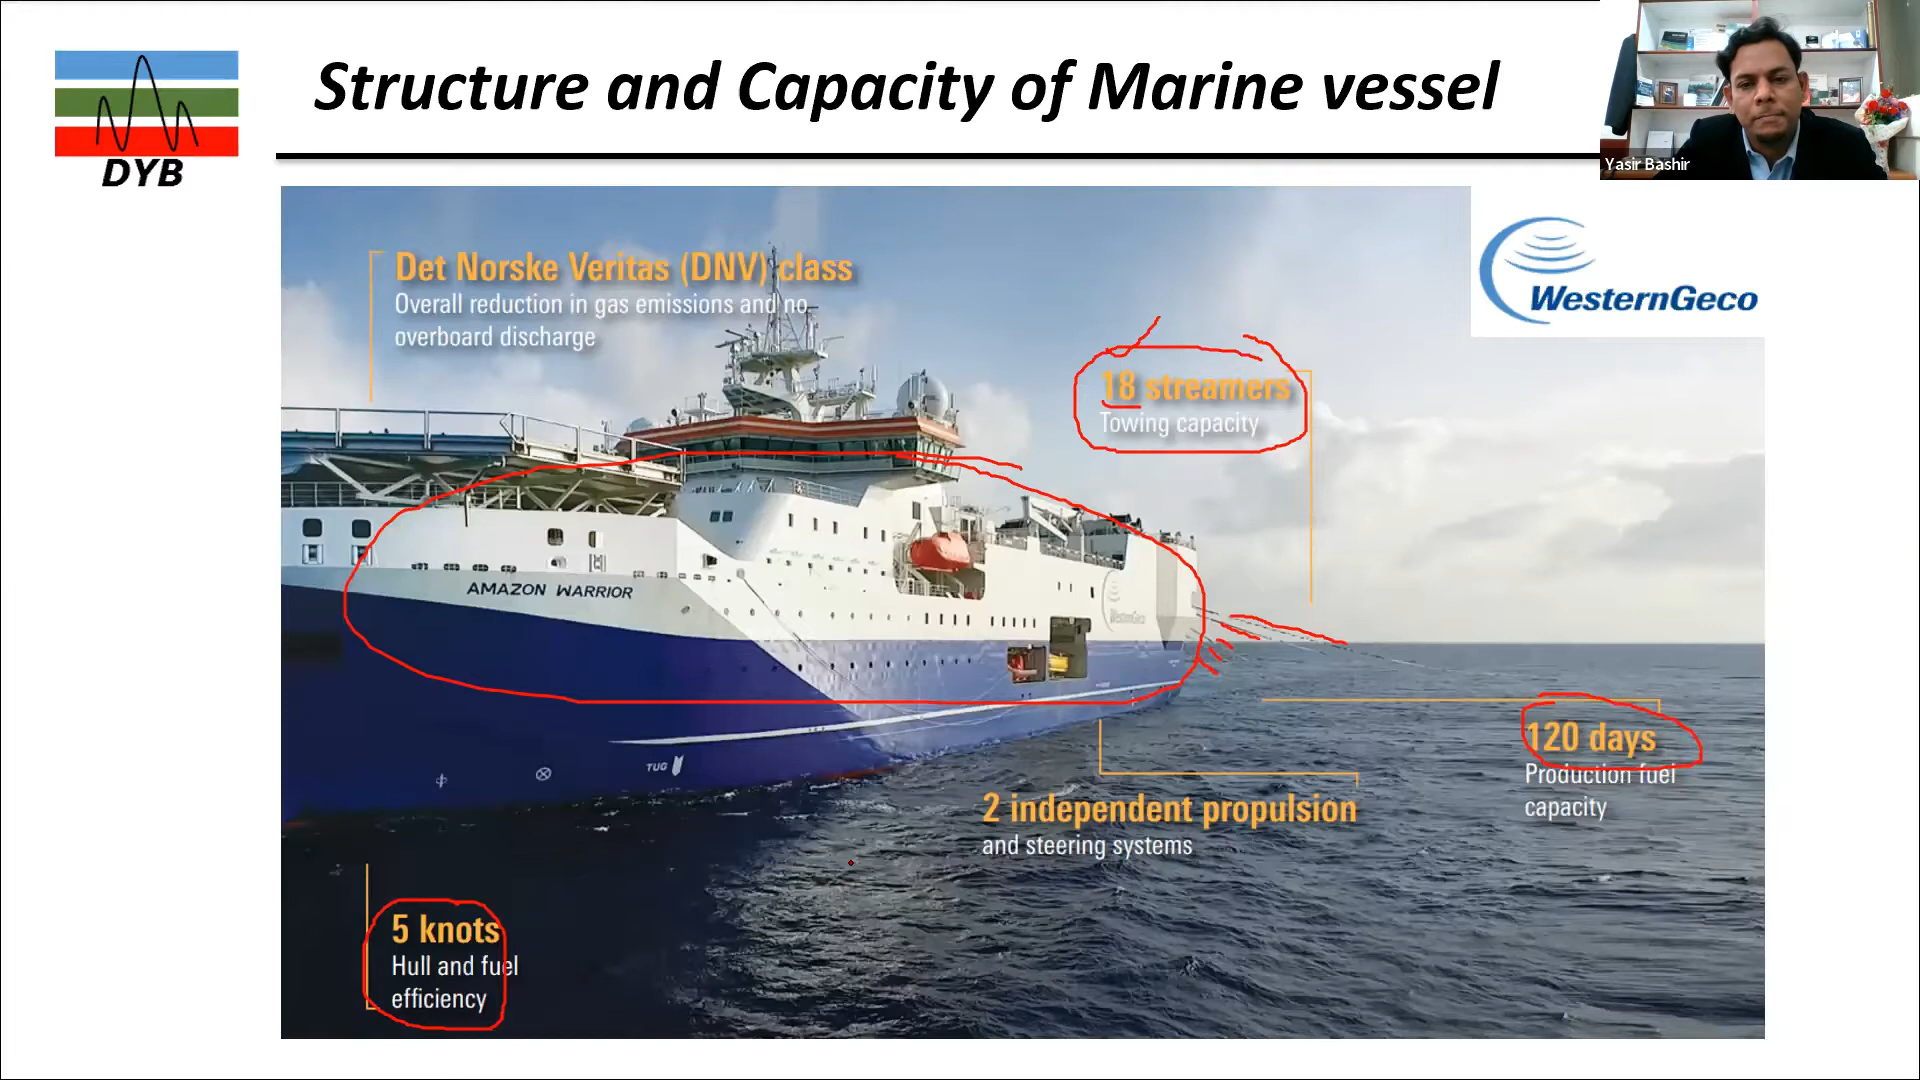 Structure and Capacity of Marine vessel
DYB
Yasir Bashir
WesternGeco
Det Norske Veritas (DNV) class
Overall reduction in gas emissions and no
overboard discharge
18 streamers
Towing capacity
AMAZON WARRIOR
WesternGeco
TUG
120 days
Production fuel
capacity
2 independent propulsion
and steering systems
5 knots
Hull and fuel
efficiency